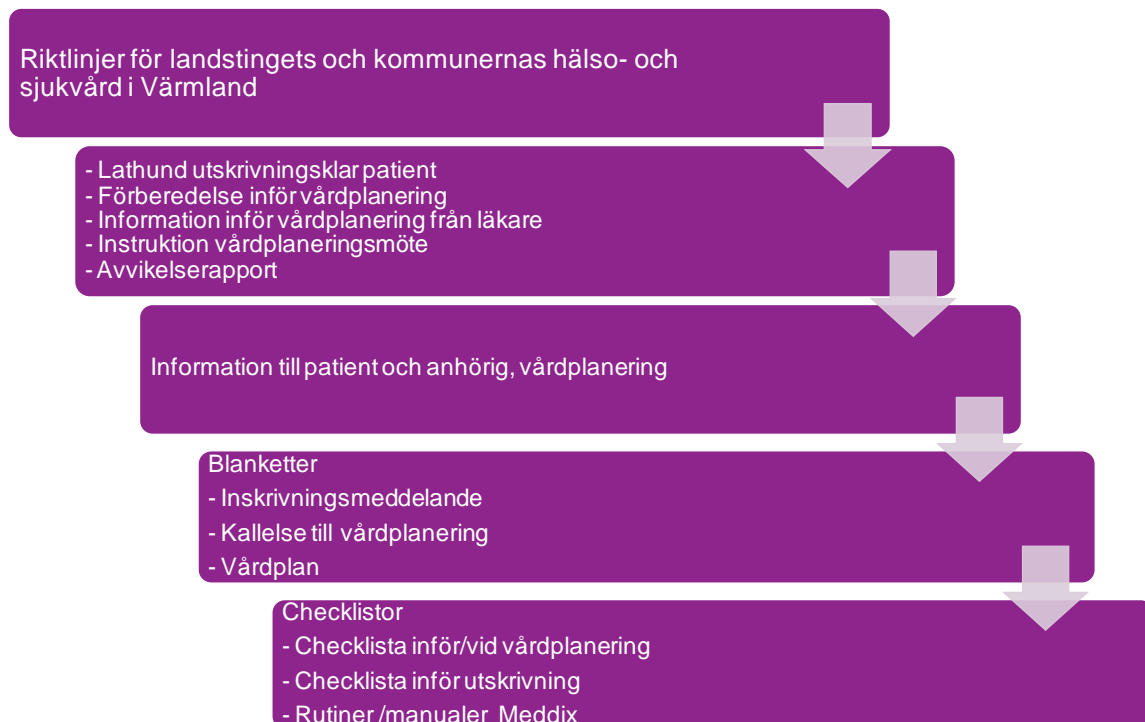 Riktlinjer för landstingets och kommunernas hälso- och
sjukvård i Värmland
- Lathund utskrivningsklar patient
- Förberedelse inför vårdplanering
- Information inför vårdplanering från läkare
- Instruktion vårdplaneringsmöte
- Avvikelserapport
Information till patient och anhörig, vårdplanering
Blanketter
- Inskrivningsmeddelande
- Kallelse till vårdplanering
- Vårdplan
Checklistor
- Checklista inför/vid vårdplanering
- Checklista inför utskrivning
- Rutiner /manualer Meddix